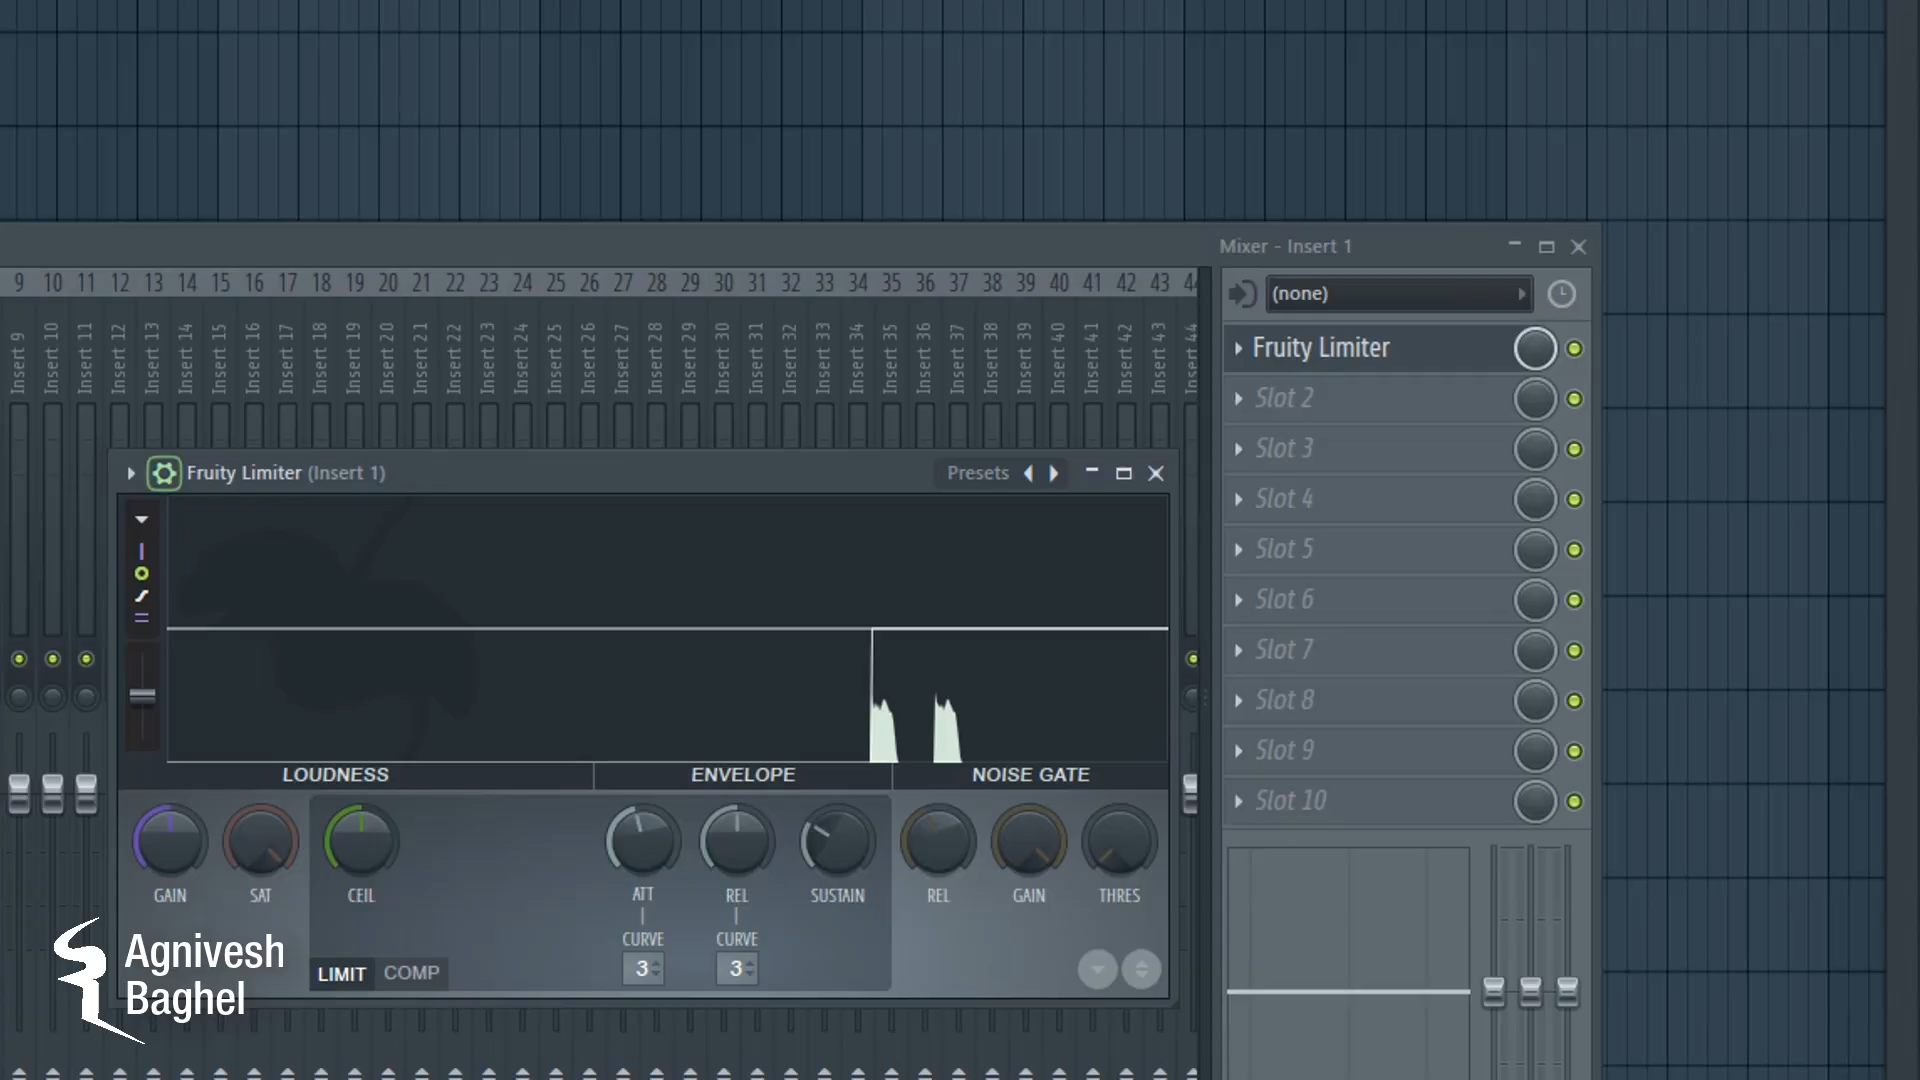 Mixer - Insert 1
9 10 11 12 13 14 15 16 17 18 19 20 21 22 23 24 25 26 27 28 29 30 31 32 33 34 35 36 37 38 39 40 41 42 43 44
(none)
Insert 9 Insert 10 Insert 11 Insert 12 Insert 13 Insert 14 Insert 15 Insert 16 Insert 17 Insert 18 Insert 19 Insert 20 Insert 21 Insert 22 Insert 23 Insert 24 Insert 25 Insert 26 Insert 27 Insert 28 Insert 29 Insert 30 Insert 31 Insert 32 Insert 33 Insert 34 Insert 35 Insert 36 Insert 37 Insert 38 Insert 39 Insert 40 Insert 41 Insert 42 Insert 43 Insert 44
Fruity Limiter
Slot 2
Slot 3
Slot 4
Slot 5
Slot 6
Slot 7
Slot 8
Slot 9
Slot 10
Fruity Limiter (Insert 1) Presets
LOUDNESS ENVELOPE NOISE GATE
GAIN SAT CEIL ATT REL SUSTAIN REL GAIN THRES
CURVE CURVE
3 3
LIMIT COMP
Agnivesh
Baghel